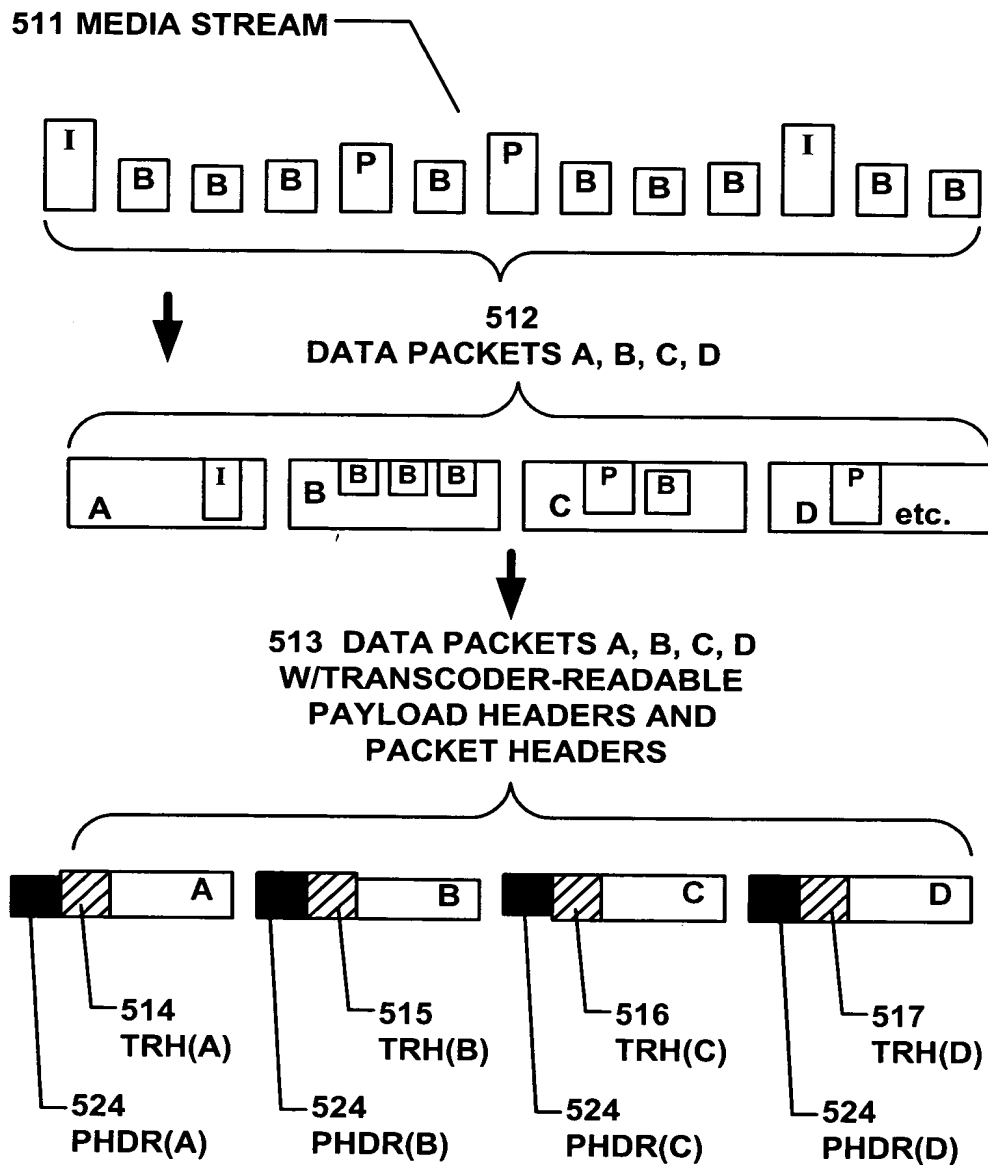 511 MEDIA STREAM
I B B B P B P B B B I B B
512
DATA PACKETS A, B, C, D
A I B B B B C P B D P etc.
513 DATA PACKETS A, B, C, D
W/TRANSCODER-READABLE
PAYLOAD HEADERS AND
PACKET HEADERS
A B C D
514 515 516 517
TRH(A) TRH(B) TRH(C) TRH(D)
524 524 524 524
PHDR(A) PHDR(B) PHDR(C) PHDR(D)